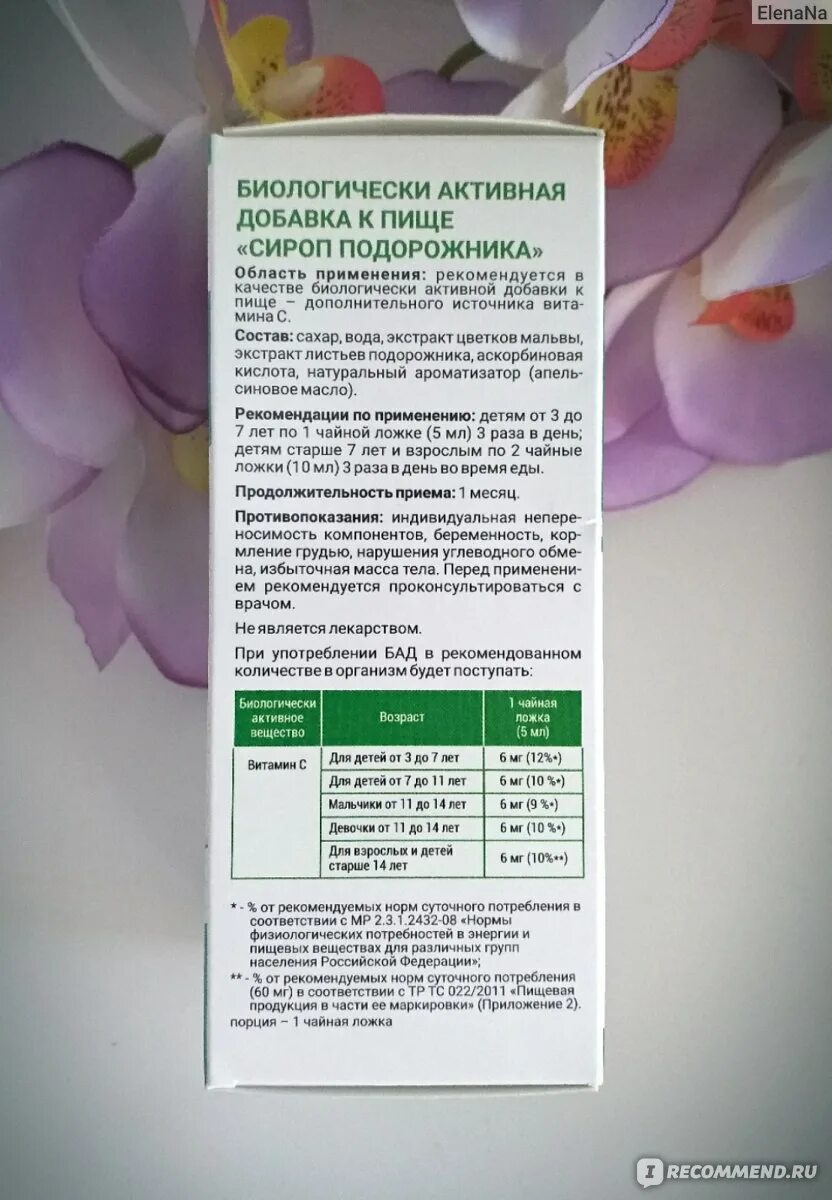 ElenaNa
БИОЛОГИЧЕСКИ АКТИВНАЯ
ДОБАВКА К ПИЩЕ
«СИРОП ПОДОРОЖНИКА»
Область применения: рекомендуется в
качестве биологически активной добавки к
пище – дополнительного источника вита-
мина С.
Состав: сахар, вода, экстракт цветков мальвы,
экстракт листьев подорожника, аскорбиновая
кислота, натуральный ароматизатор (апель-
синовое масло).
Рекомендации по применению: детям от 3 до
7 лет по 1 чайной ложке (5 мл) 3 раза в день;
детям старше 7 лет и взрослым по 2 чайные
ложки (10 мл) 3 раза в день во время еды.
Продолжительность приема: 1 месяц.
Противопоказания: индивидуальная непере-
носимость компонентов, беременность, кор-
мление грудью, нарушения углеводного обме-
на, избыточная масса тела. Перед применени-
ем рекомендуется проконсультироваться с
врачом.
Не является лекарством.
При употреблении БАД в рекомендованном
количестве в организм будет поступать:
Биологически активное вещество Возраст 1 чайная ложка (5 мл)
Витамин С Для детей от 3 до 7 лет 6 мг (12%*)
Для детей от 7 до 11 лет 6 мг (10 %*)
Мальчики от 11 до 14 лет 6 мг (9 %*)
Девочки от 11 до 14 лет 6 мг (10 %*)
Для взрослых и детей старше 14 лет 6 мг (10%**)
* - % от рекомендуемых норм суточного потребления в
соответствии с МР 2.3.1.2432-08 «Нормы
физиологических потребностей в энергии и
пищевых веществах для различных групп
населения Российской Федерации»;
** - % от рекомендуемых норм суточного потребления
(60 мг) в соответствии с ТР ТС 022/2011 «Пищевая
продукция в части ее маркировки» (Приложение 2).
порция – 1 чайная ложка
IRECOMMEND.RU